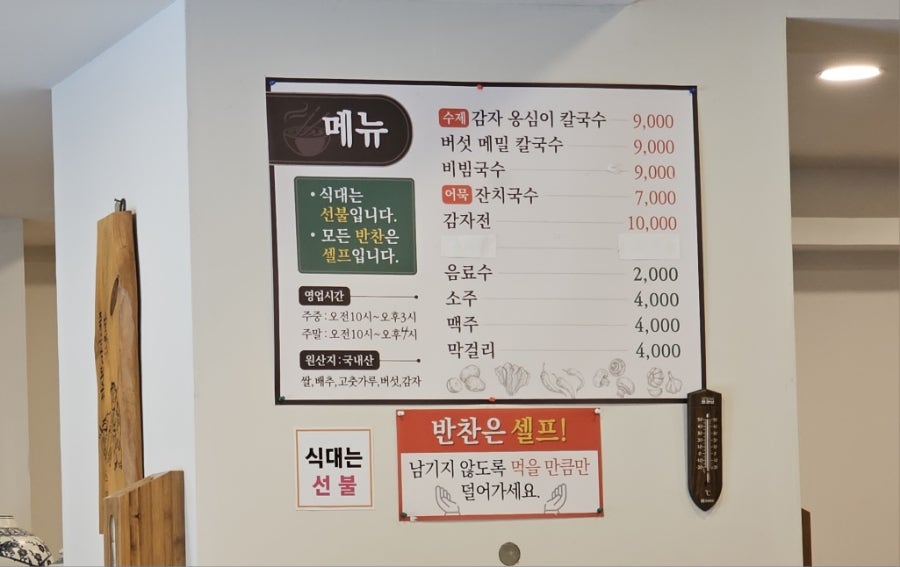 메뉴
• 식대는
선불입니다.
• 모든 반찬은
셀프입니다.
영업시간
주중 : 오전10시~오후3시
주말 : 오전10시~오후4시
원산지 : 국내산
쌀,배추,고춧가루,버섯,감자
수제 감자 옹심이 칼국수 9,000
버섯 메밀 칼국수 9,000
비빔국수 9,000
어묵 잔치국수 7,000
감자전 10,000
음료수 2,000
소주 4,000
맥주 4,000
막걸리 4,000
식대는
선불
반찬은 셀프!
남기지 않도록 먹을 만큼만
덜어가세요.
℃